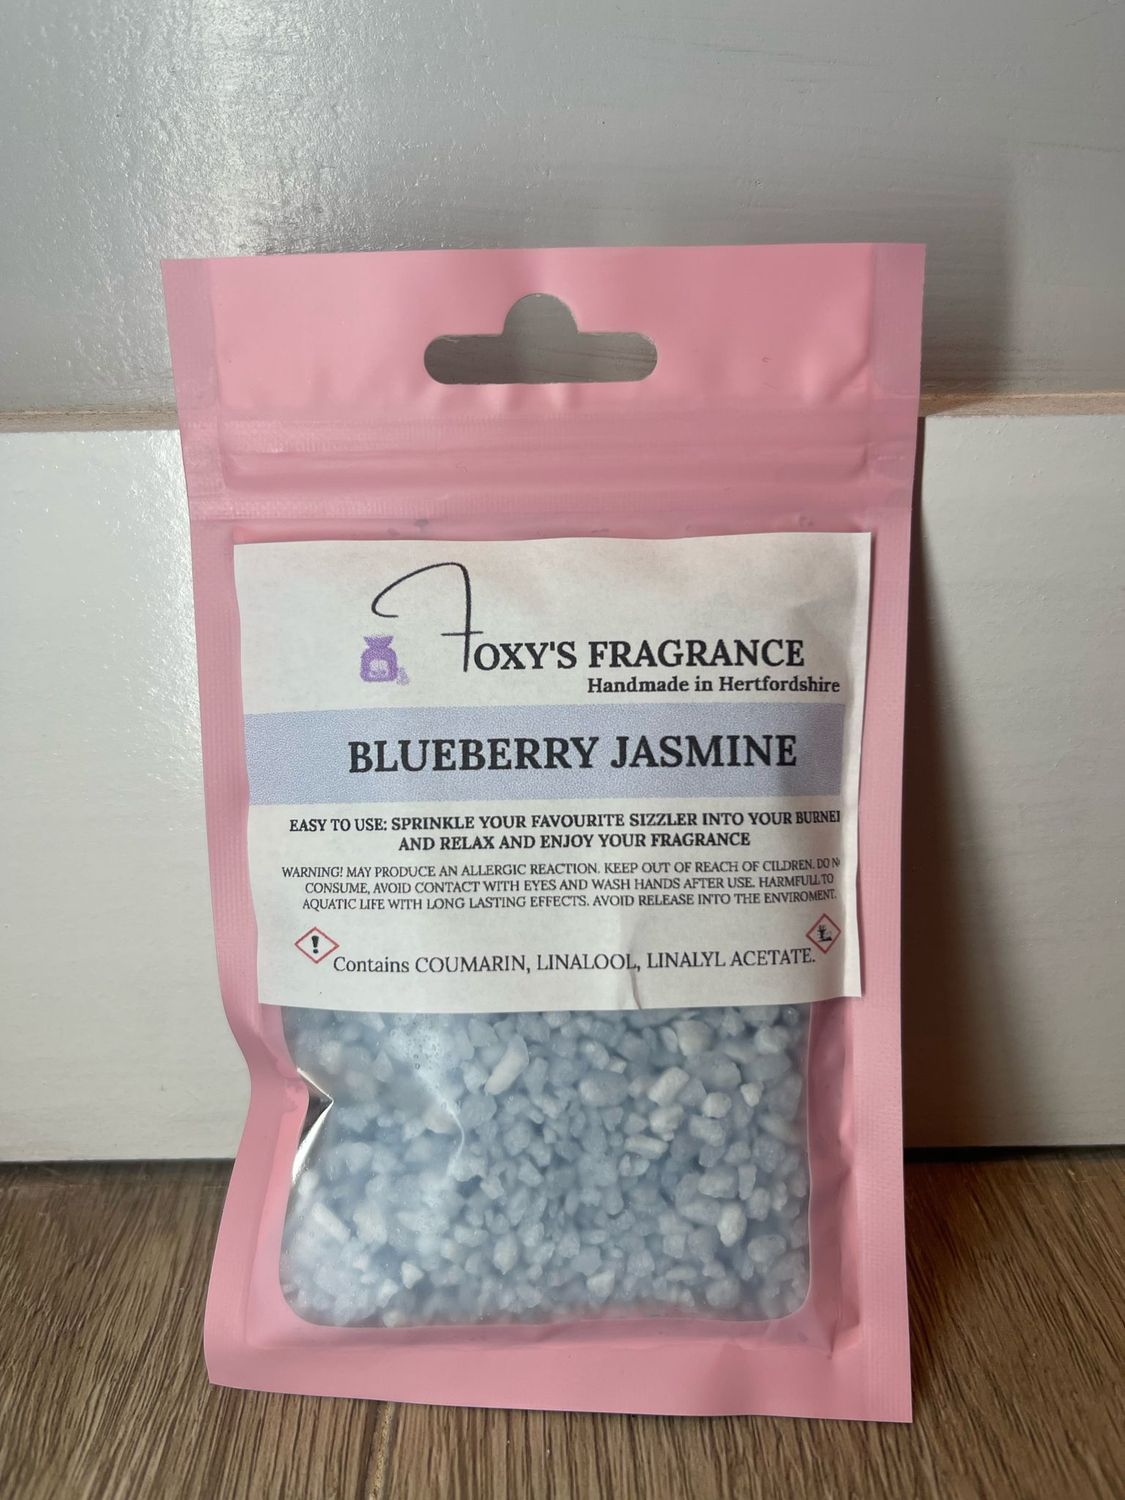 FOXY'S FRAGRANCE
Handmade in Hertfordshire
BLUEBERRY JASMINE
EASY TO USE: SPRINKLE YOUR FAVOURITE SIZZLER INTO YOUR BURNER
AND RELAX AND ENJOY YOUR FRAGRANCE
WARNING! MAY PRODUCE AN ALLERGIC REACTION. KEEP OUT OF REACH OF CILDREN. DO NO
CONSUME, AVOID CONTACT WITH EYES AND WASH HANDS AFTER USE. HARMFULL TO
AQUATIC LIFE WITH LONG LASTING EFFECTS. AVOID RELEASE INTO THE ENVIROMENT.
Contains COUMARIN, LINALOOL, LINALYL ACETATE.